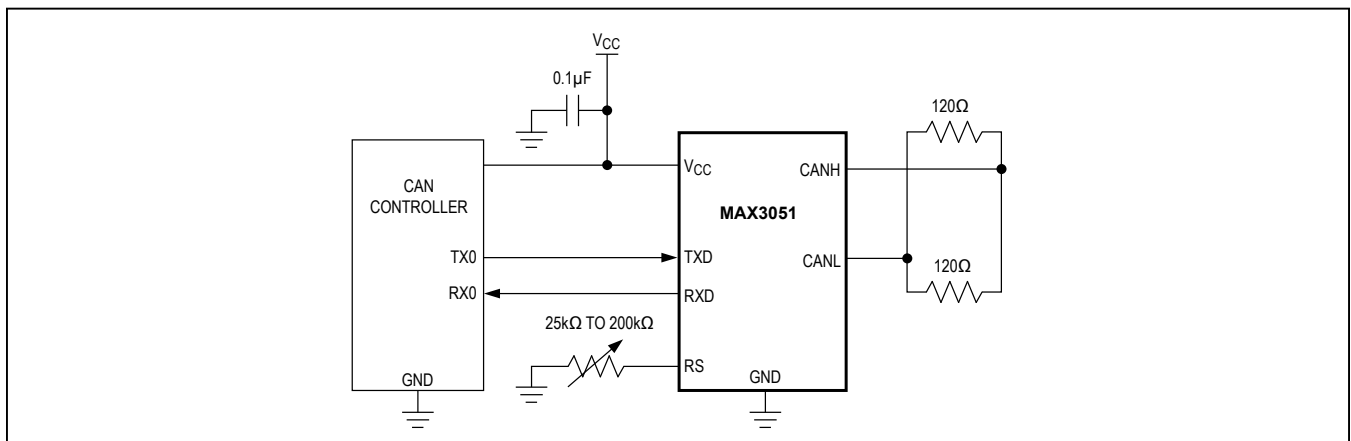 VCC
0.1µF
120Ω
CAN
CONTROLLER
VCC
CANH
MAX3051
TX0
TXD
CANL
120Ω
RX0
RXD
25kΩ TO 200kΩ
RS
GND
GND